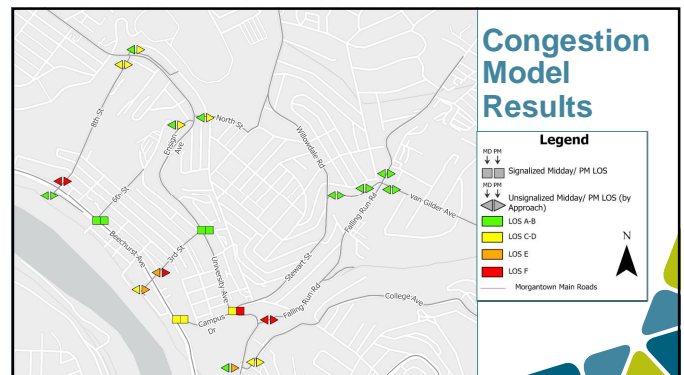 Congestion
Model
Results
Legend
MD PM
Signalized Midday/ PM LOS
MD PM
Unsignalized Midday/ PM LOS (by
Approach)
LOS A-B
LOS C-D
LOS E
LOS F
Morgantown Main Roads
N
8th St
North St
Ensign
Ave
Willowdale Rd
6th St
van Gilder Ave
Falling Run Rd
Beechurst Ave
3rd St
University Ave
Stewart St
College Ave
Campus
Dr
Falling Run Rd